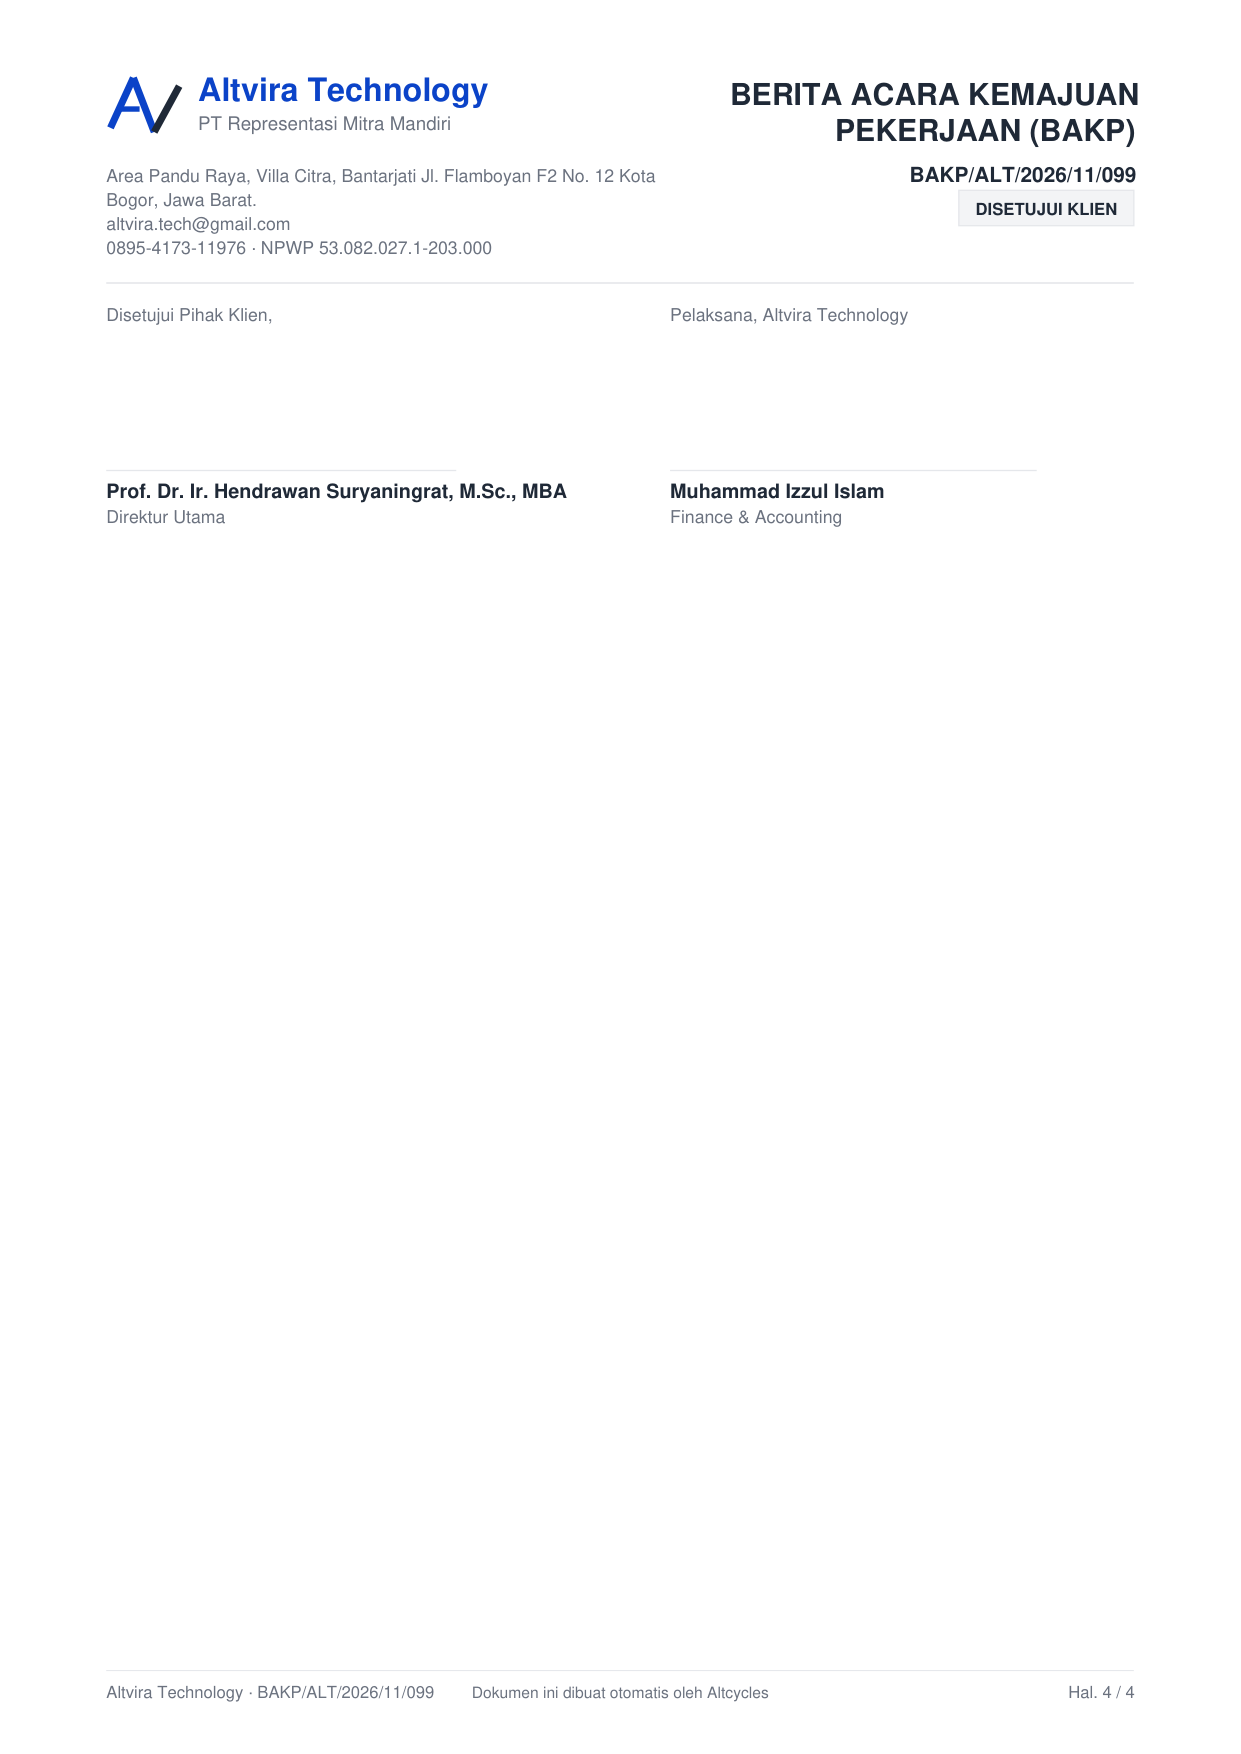 Altvira Technology
PT Representasi Mitra Mandiri
Area Pandu Raya, Villa Citra, Bantarjati Jl. Flamboyan F2 No. 12 Kota
Bogor, Jawa Barat.
altvira.tech@gmail.com
0895-4173-11976 · NPWP 53.082.027.1-203.000
BERITA ACARA KEMAJUAN
PEKERJAAN (BAKP)
BAKP/ALT/2026/11/099
DISETUJUI KLIEN
Disetujui Pihak Klien,
Prof. Dr. Ir. Hendrawan Suryaningrat, M.Sc., MBA
Direktur Utama
Pelaksana, Altvira Technology
Muhammad Izzul Islam
Finance & Accounting
Altvira Technology · BAKP/ALT/2026/11/099
Dokumen ini dibuat otomatis oleh Altcycles
Hal. 4 / 4